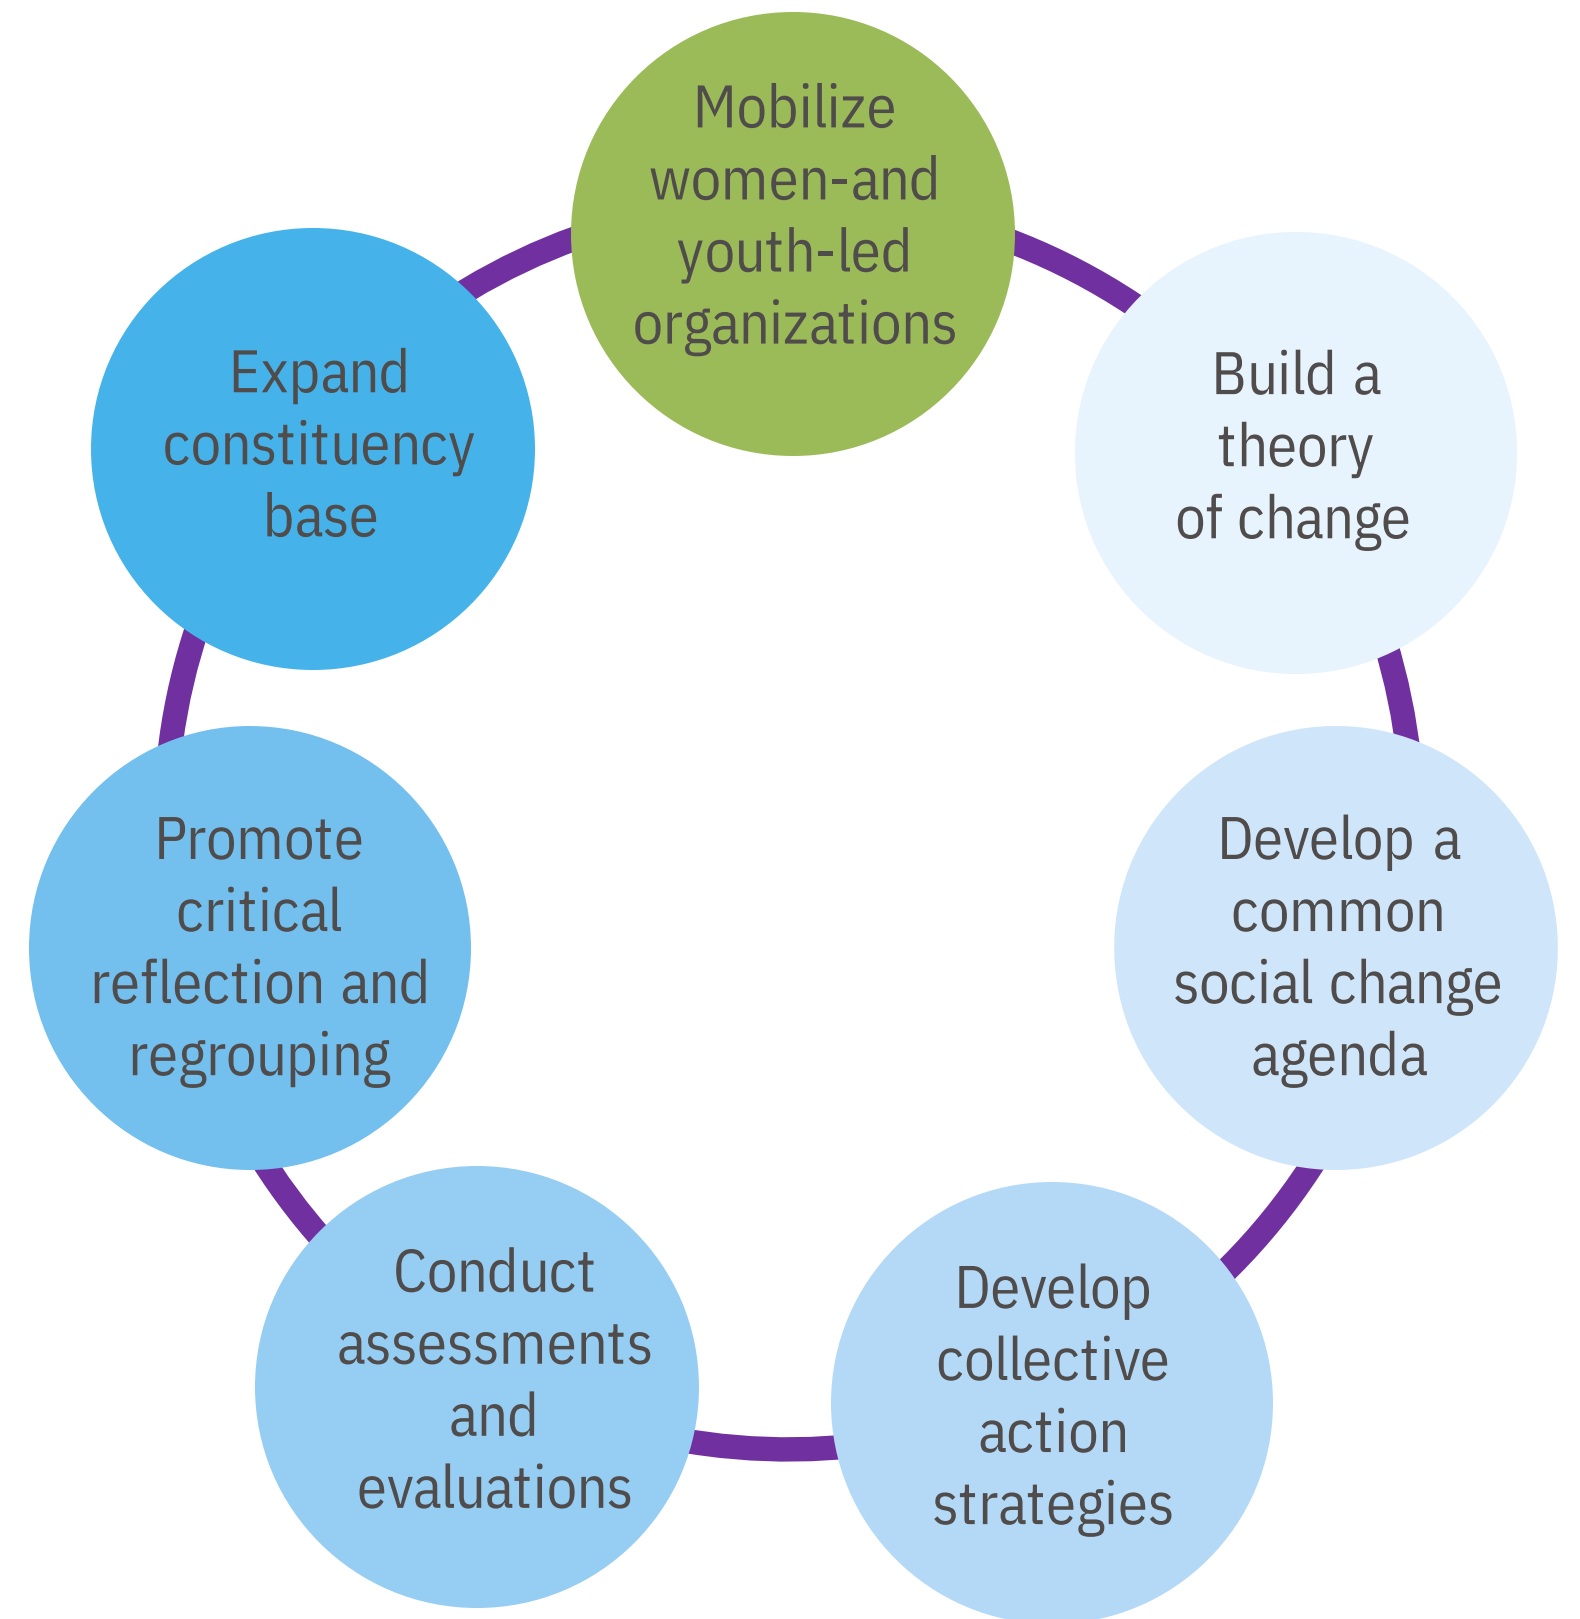 Mobilize
women-and
youth-led
organizations
Build a
theory
of change
Develop a
common
social change
agenda
Develop
collective
action
strategies
Conduct
assessments
and
evaluations
Promote
critical
reflection and
regrouping
Expand
constituency
base